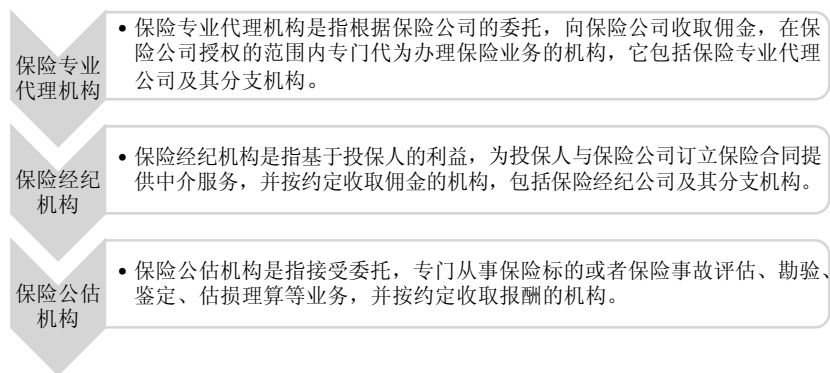 保险专业
代理机构
• 保险专业代理机构是指根据保险公司的委托，向保险公司收取佣金，在保
险公司授权的范围内专门代为办理保险业务的机构，它包括保险专业代理
公司及其分支机构。
保险经纪
机构
• 保险经纪机构是指基于投保人的利益，为投保人与保险公司订立保险合同提
供中介服务，并按约定收取佣金的机构，包括保险经纪公司及其分支机构。
保险公估
机构
• 保险公估机构是指接受委托，专门从事保险标的或者保险事故评估、勘验、
鉴定、估损理算等业务，并按约定收取报酬的机构。